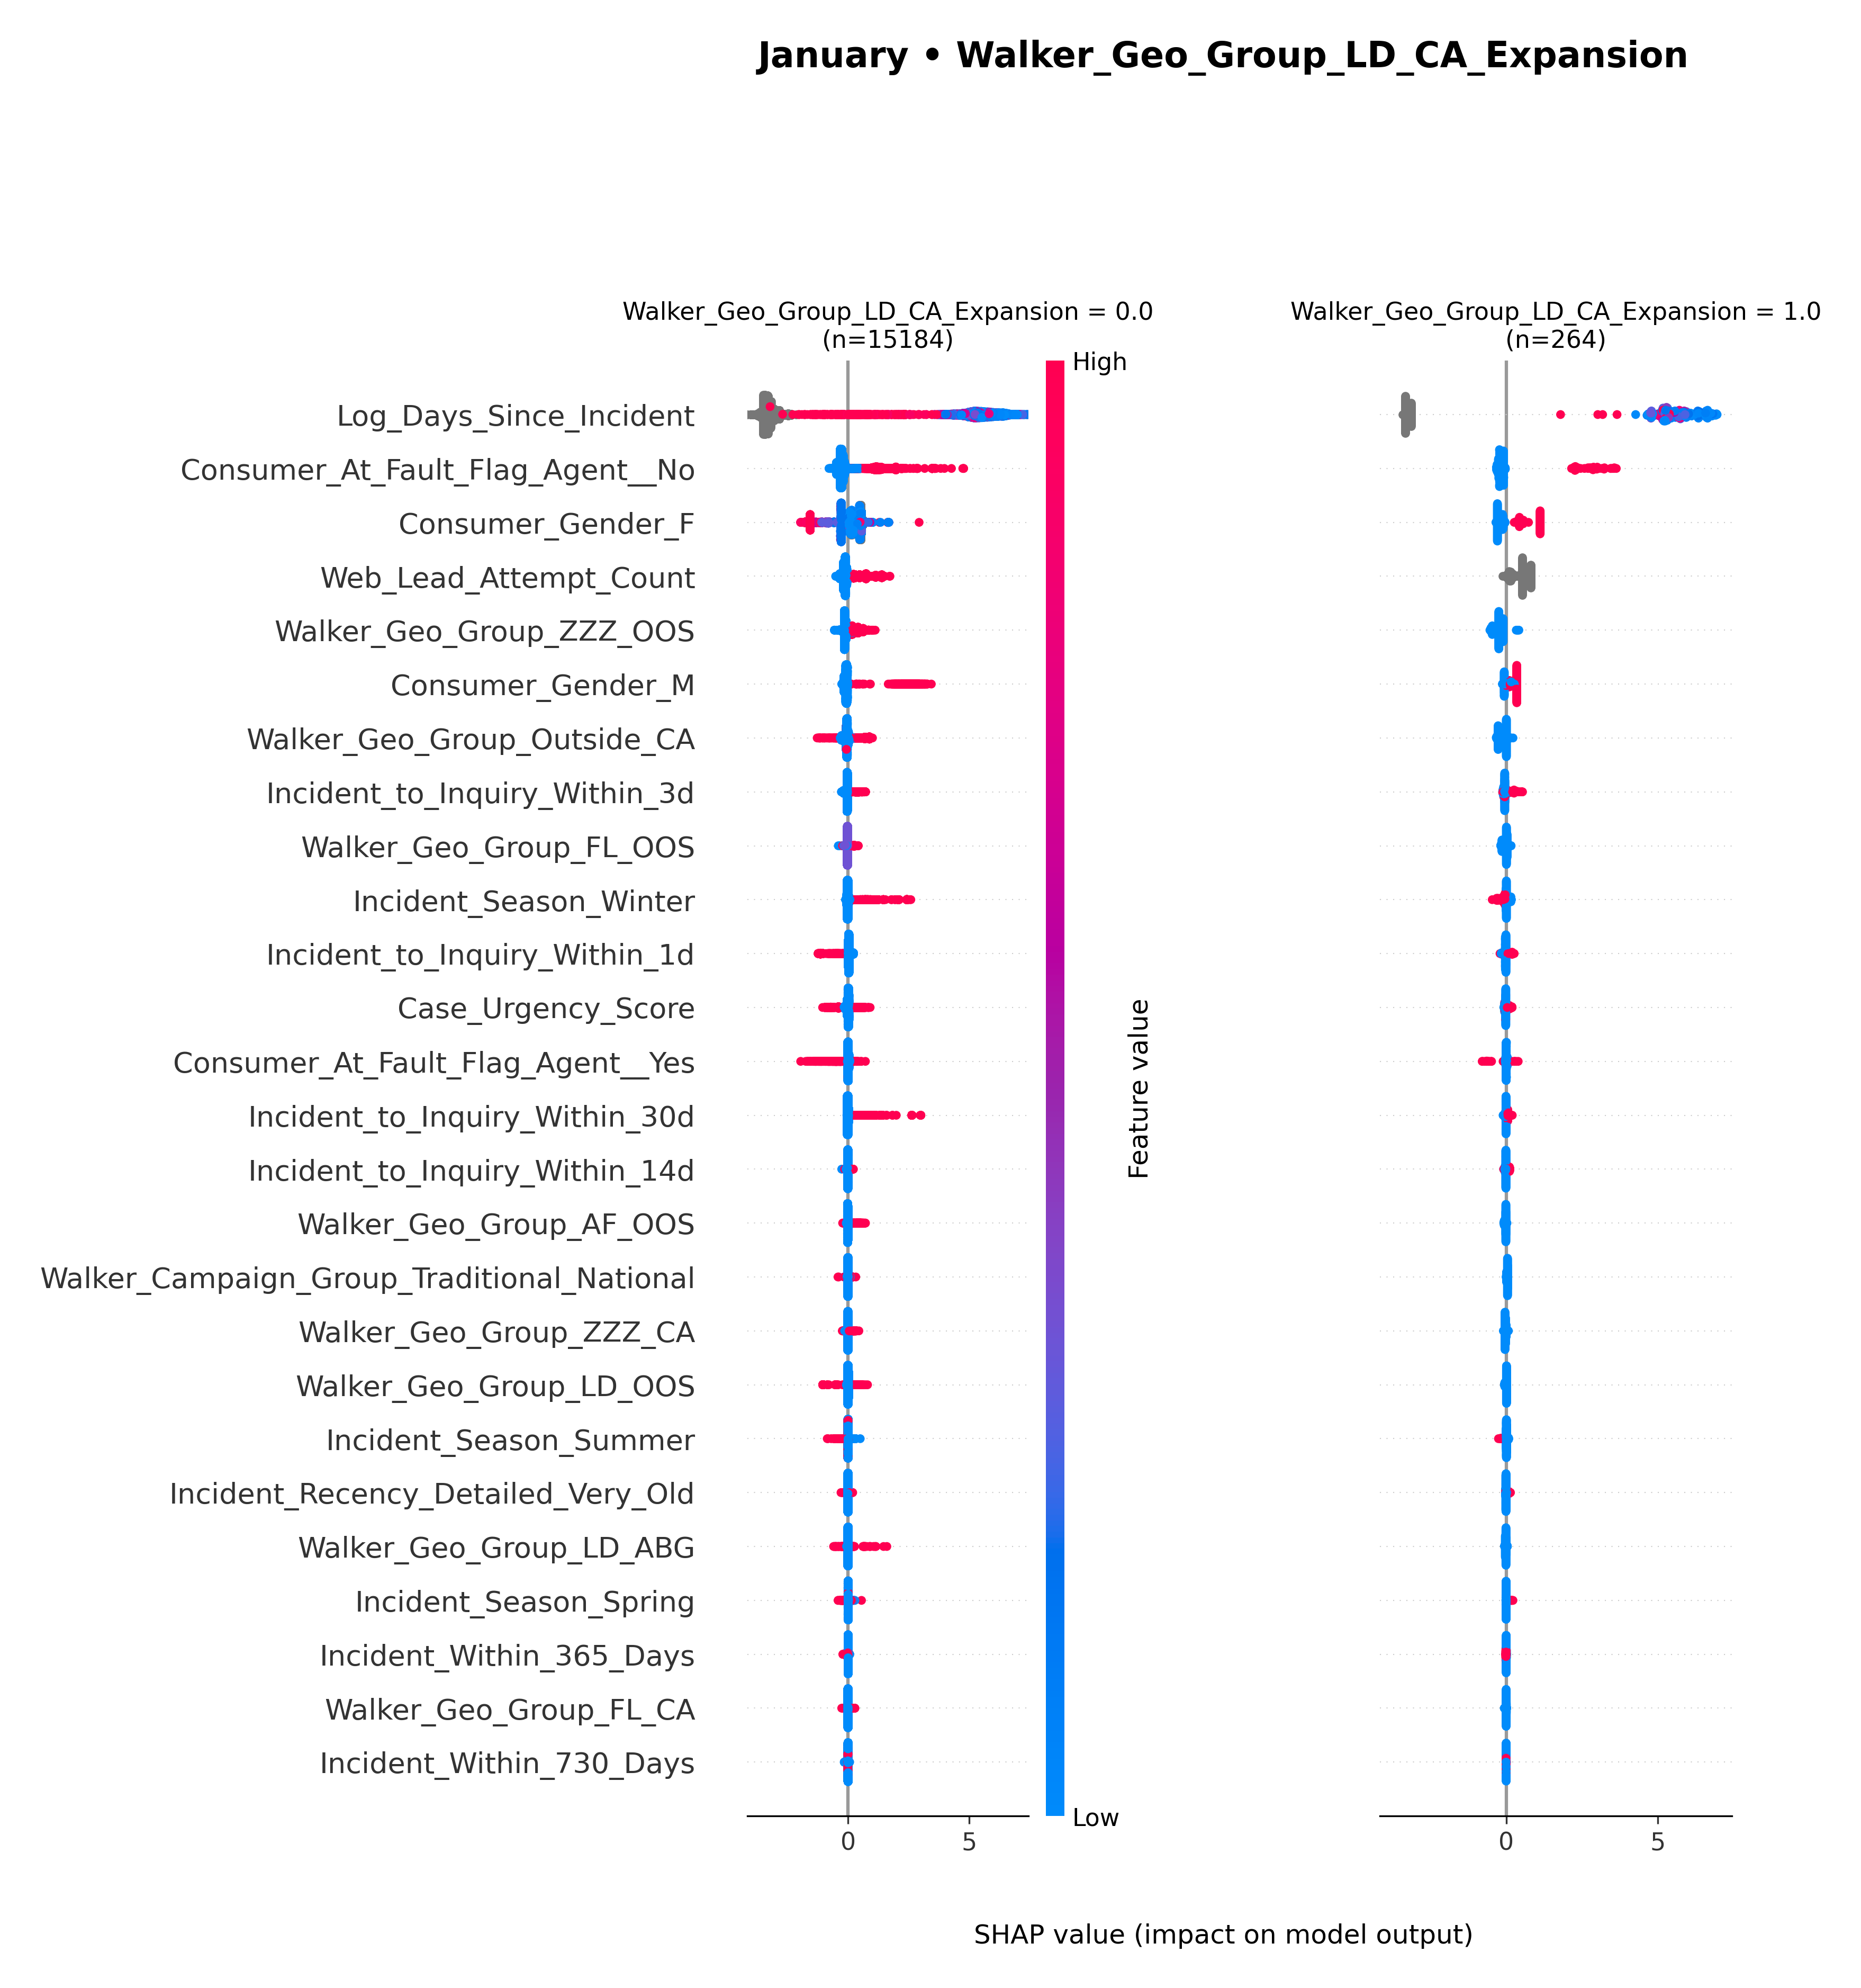 January • Walker_Geo_Group_LD_CA_Expansion
Walker_Geo_Group_LD_CA_Expansion = 0.0
(n=15184)
Walker_Geo_Group_LD_CA_Expansion = 1.0
(n=264)
High
Log_Days_Since_Incident
Consumer_At_Fault_Flag_Agent__No
Consumer_Gender_F
Web_Lead_Attempt_Count
Walker_Geo_Group_ZZZ_OOS
Consumer_Gender_M
Walker_Geo_Group_Outside_CA
Incident_to_Inquiry_Within_3d
Walker_Geo_Group_FL_OOS
Incident_Season_Winter
Incident_to_Inquiry_Within_1d
Case_Urgency_Score
Consumer_At_Fault_Flag_Agent__Yes
Incident_to_Inquiry_Within_30d
Incident_to_Inquiry_Within_14d
Walker_Geo_Group_AF_OOS
Walker_Campaign_Group_Traditional_National
Walker_Geo_Group_ZZZ_CA
Walker_Geo_Group_LD_OOS
Incident_Season_Summer
Incident_Recency_Detailed_Very_Old
Walker_Geo_Group_LD_ABG
Incident_Season_Spring
Incident_Within_365_Days
Walker_Geo_Group_FL_CA
Incident_Within_730_Days
Feature value
Low
0 5
0 5
SHAP value (impact on model output)